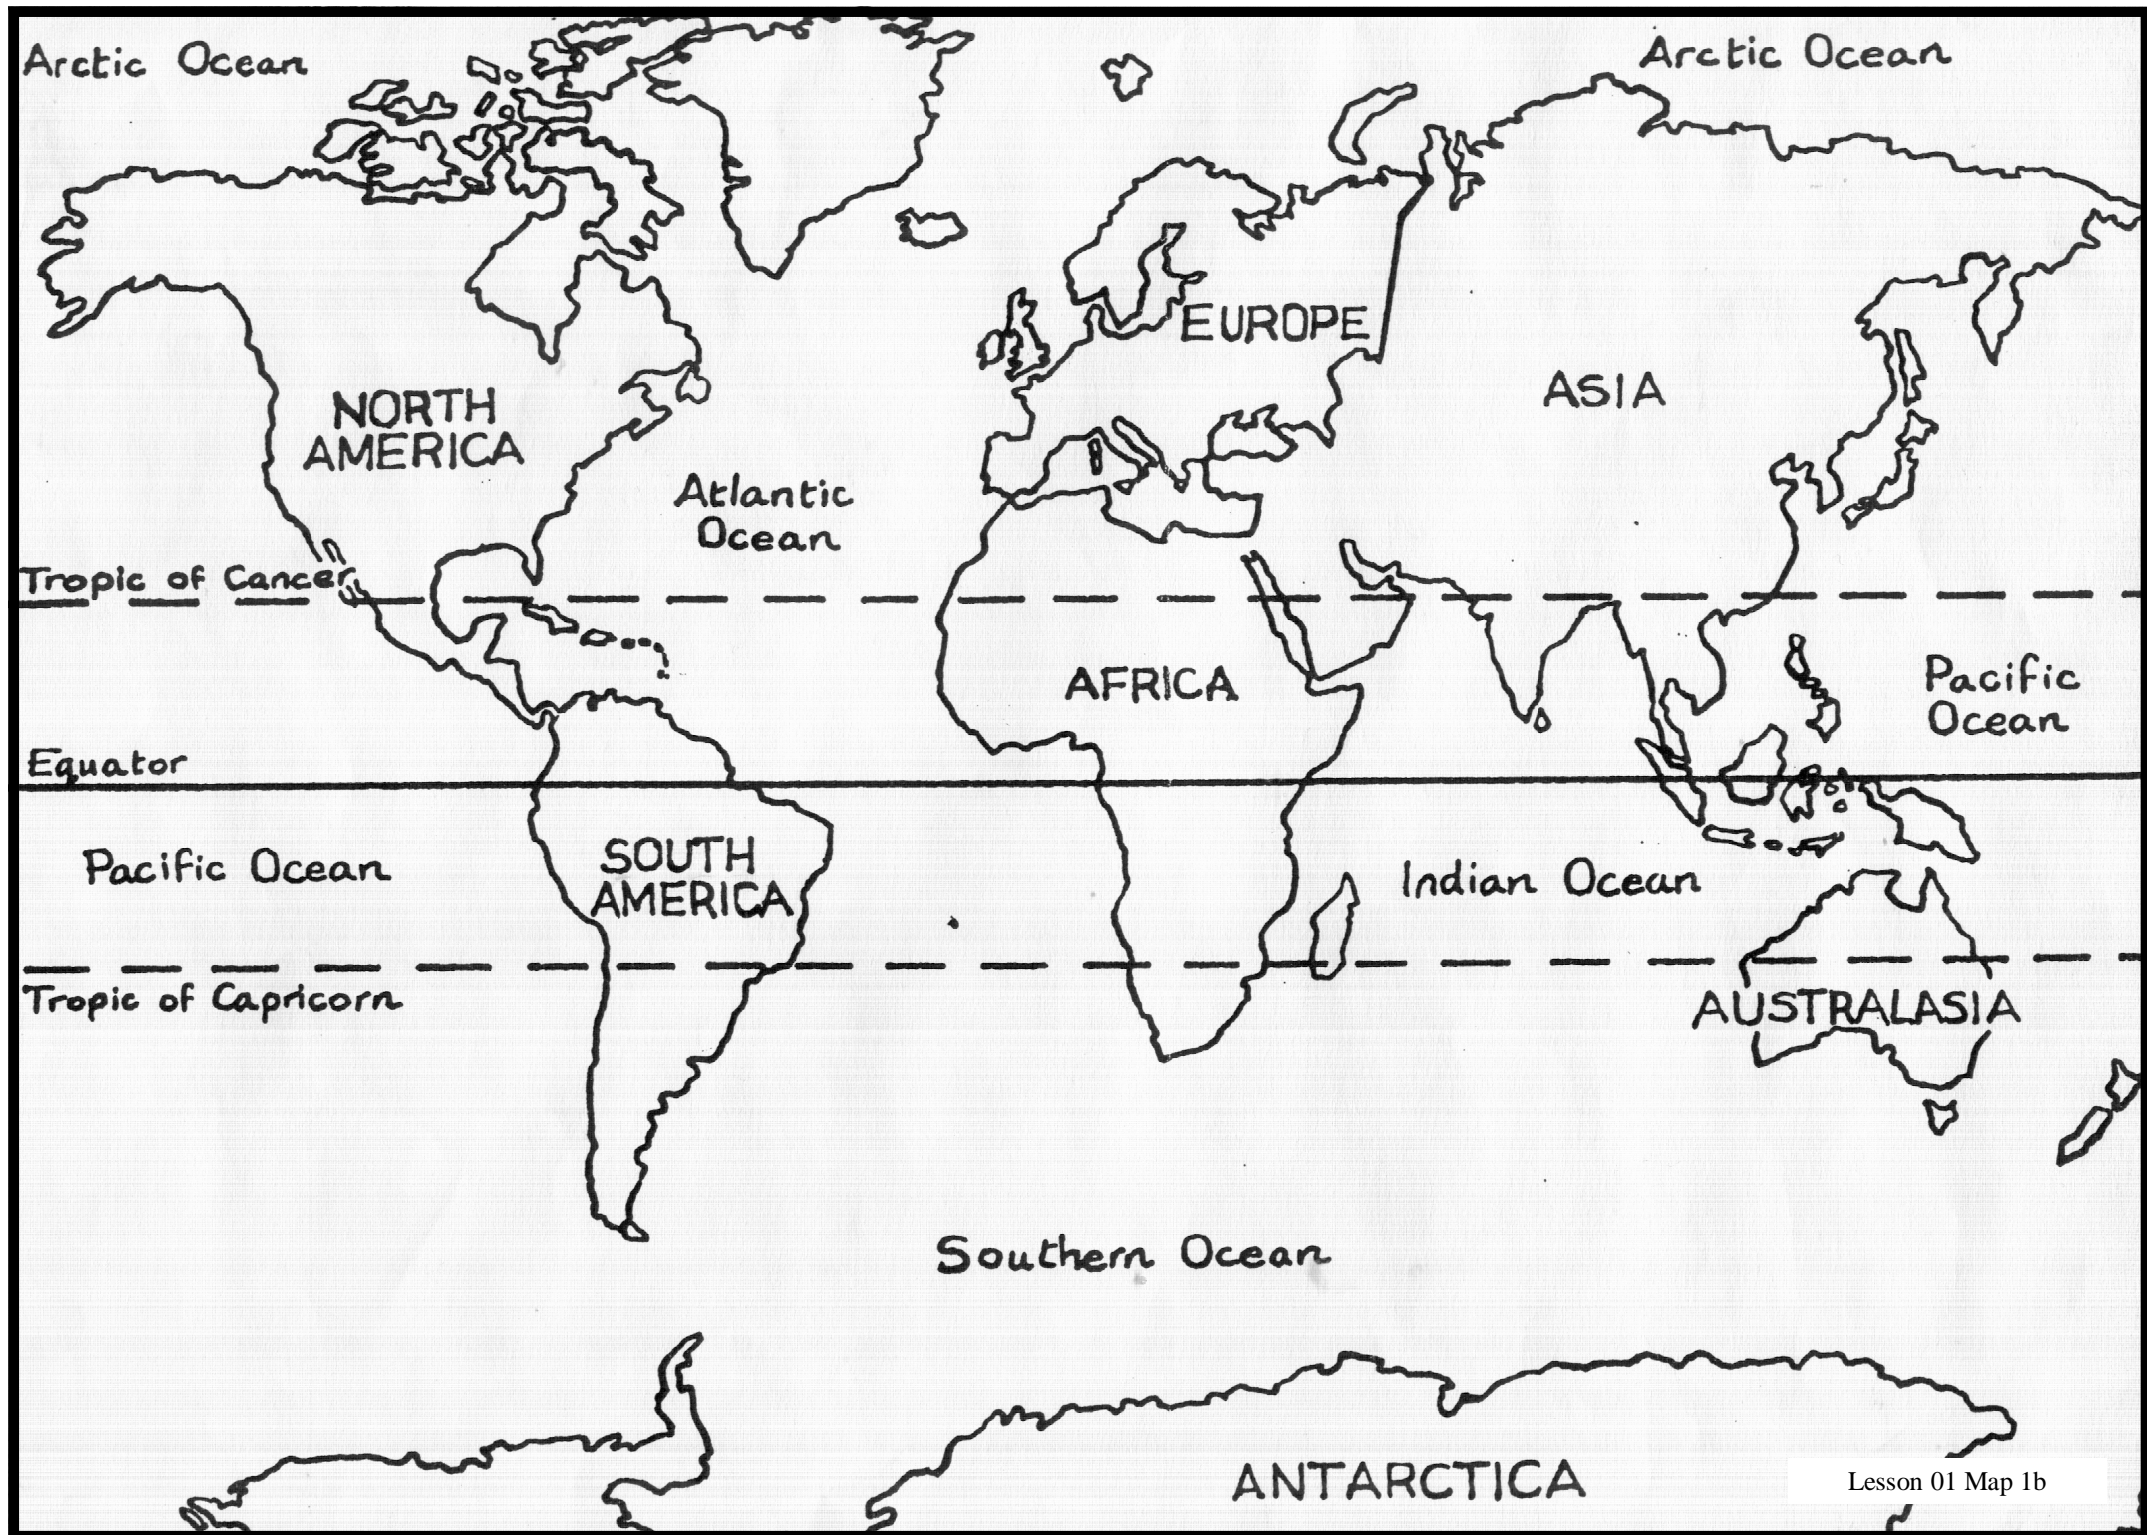 Arctic Ocean
Arctic Ocean
EUROPE
ASIA
NORTH
AMERICA
Atlantic
Ocean
Tropic of Cancer
AFRICA
Pacific
Ocean
Equator
Pacific Ocean
SOUTH
AMERICA
Indian Ocean
Tropic of Capricorn
AUSTRALASIA
Southern Ocean
ANTARCTICA
Lesson 01 Map 1b